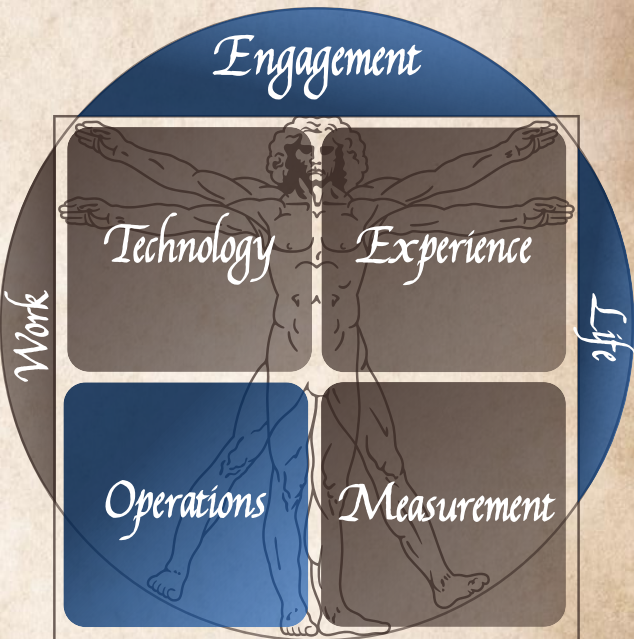 Engagement
Technology
Experience
Work
Life
Operations
Measurement